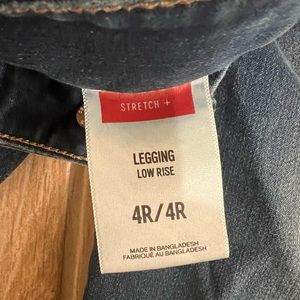 STRETCH +
LEGGING
LOW RISE
4R/4R
MADE IN BANGLADESH
FABRIQUÉ AU BANGLADESH